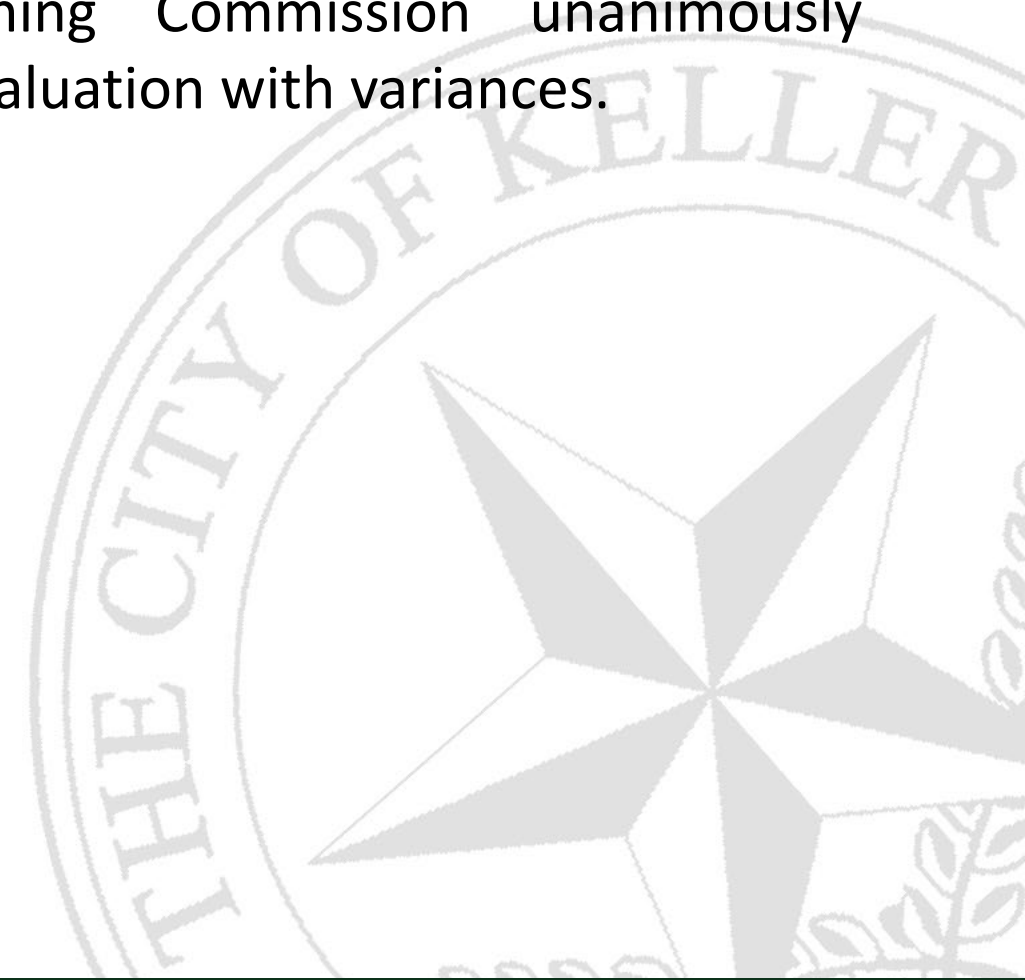 ning Commission unanimously
aluation with variances.
THE CITY OF KELLER